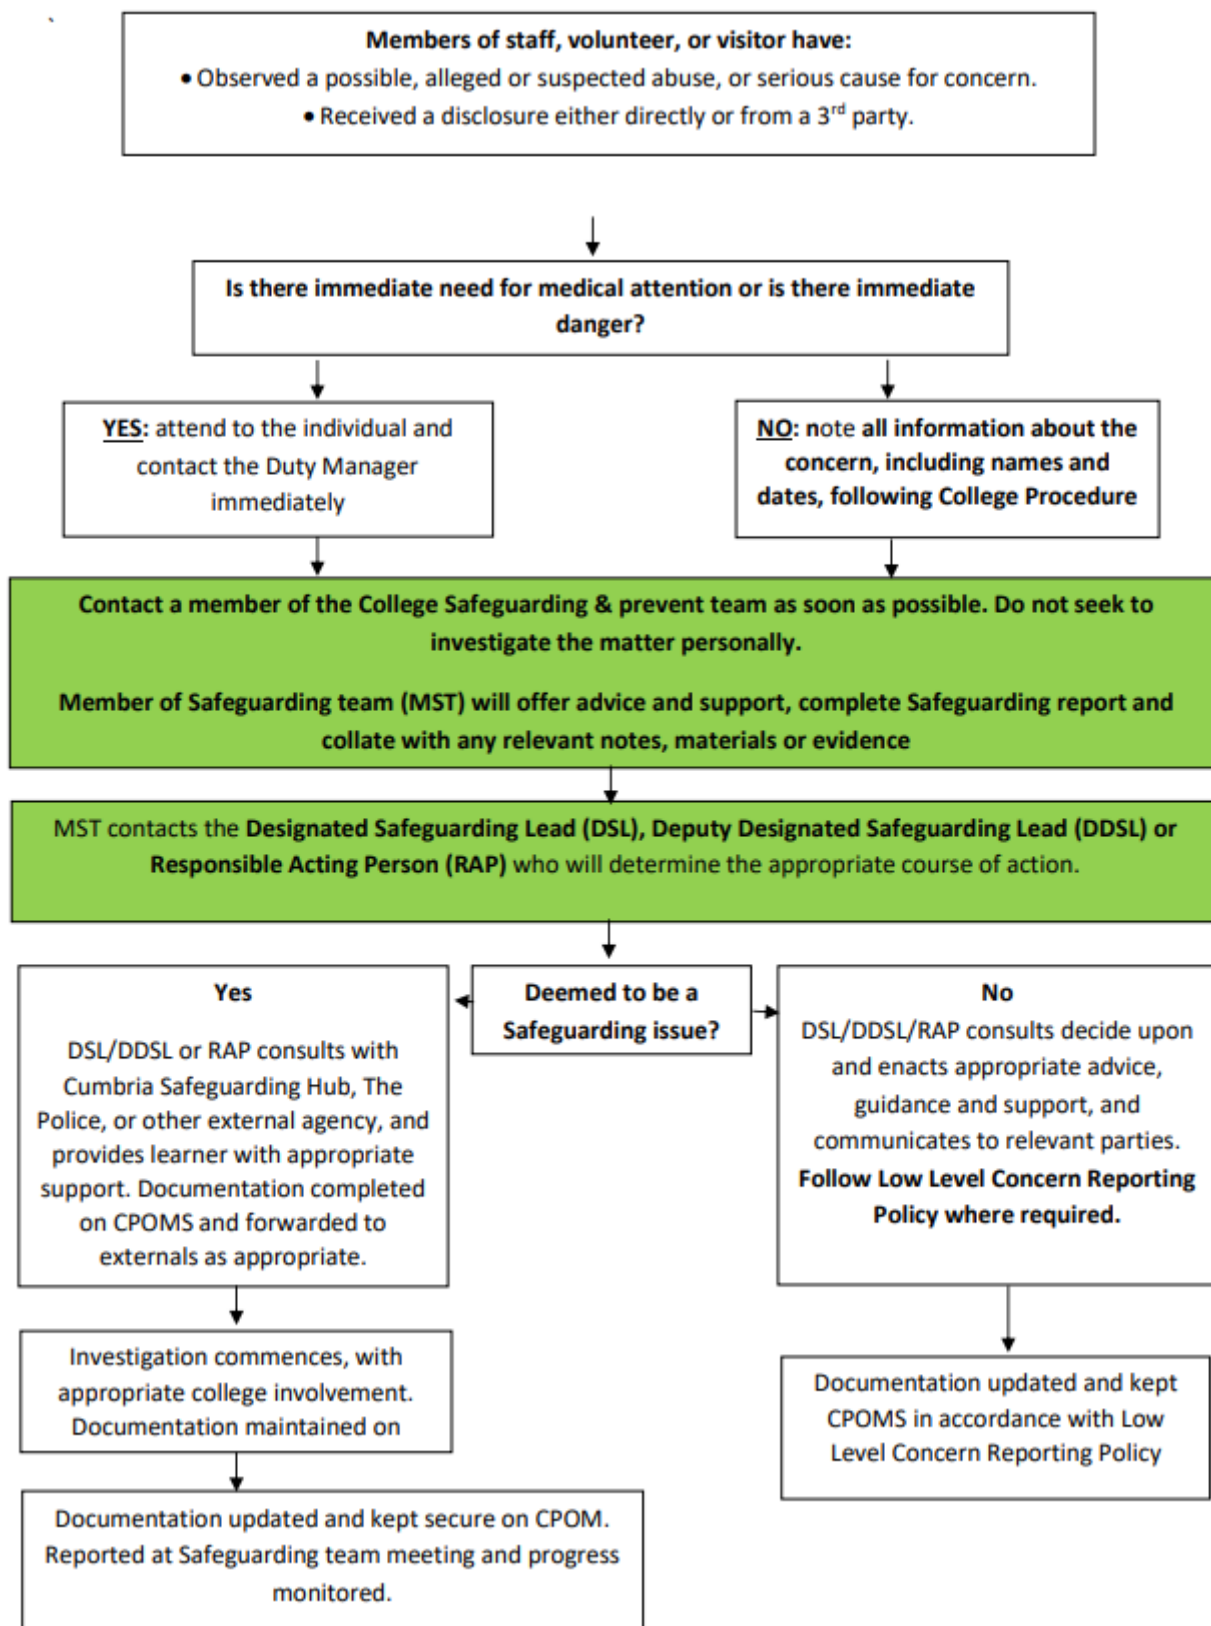 Members of staff, volunteer, or visitor have:
• Observed a possible, alleged or suspected abuse, or serious cause for concern.
• Received a disclosure either directly or from a 3rd party.
Is there immediate need for medical attention or is there immediate
danger?
YES: attend to the individual and
contact the Duty Manager
immediately
NO: note all information about the
concern, including names and
dates, following College Procedure
Contact a member of the College Safeguarding & prevent team as soon as possible. Do not seek to
investigate the matter personally.
Member of Safeguarding team (MST) will offer advice and support, complete Safeguarding report and
collate with any relevant notes, materials or evidence
MST contacts the Designated Safeguarding Lead (DSL), Deputy Designated Safeguarding Lead (DDSL) or
Responsible Acting Person (RAP) who will determine the appropriate course of action.
Deemed to be a
Safeguarding issue?
Yes
DSL/DDSL or RAP consults with
Cumbria Safeguarding Hub, The
Police, or other external agency, and
provides learner with appropriate
support. Documentation completed
on CPOMS and forwarded to
externals as appropriate.
No
DSL/DDSL/RAP consults decide upon
and enacts appropriate advice,
guidance and support, and
communicates to relevant parties.
Follow Low Level Concern Reporting
Policy where required.
Investigation commences, with
appropriate college involvement.
Documentation maintained on
Documentation updated and kept
CPOMS in accordance with Low
Level Concern Reporting Policy
Documentation updated and kept secure on CPOM.
Reported at Safeguarding team meeting and progress
monitored.